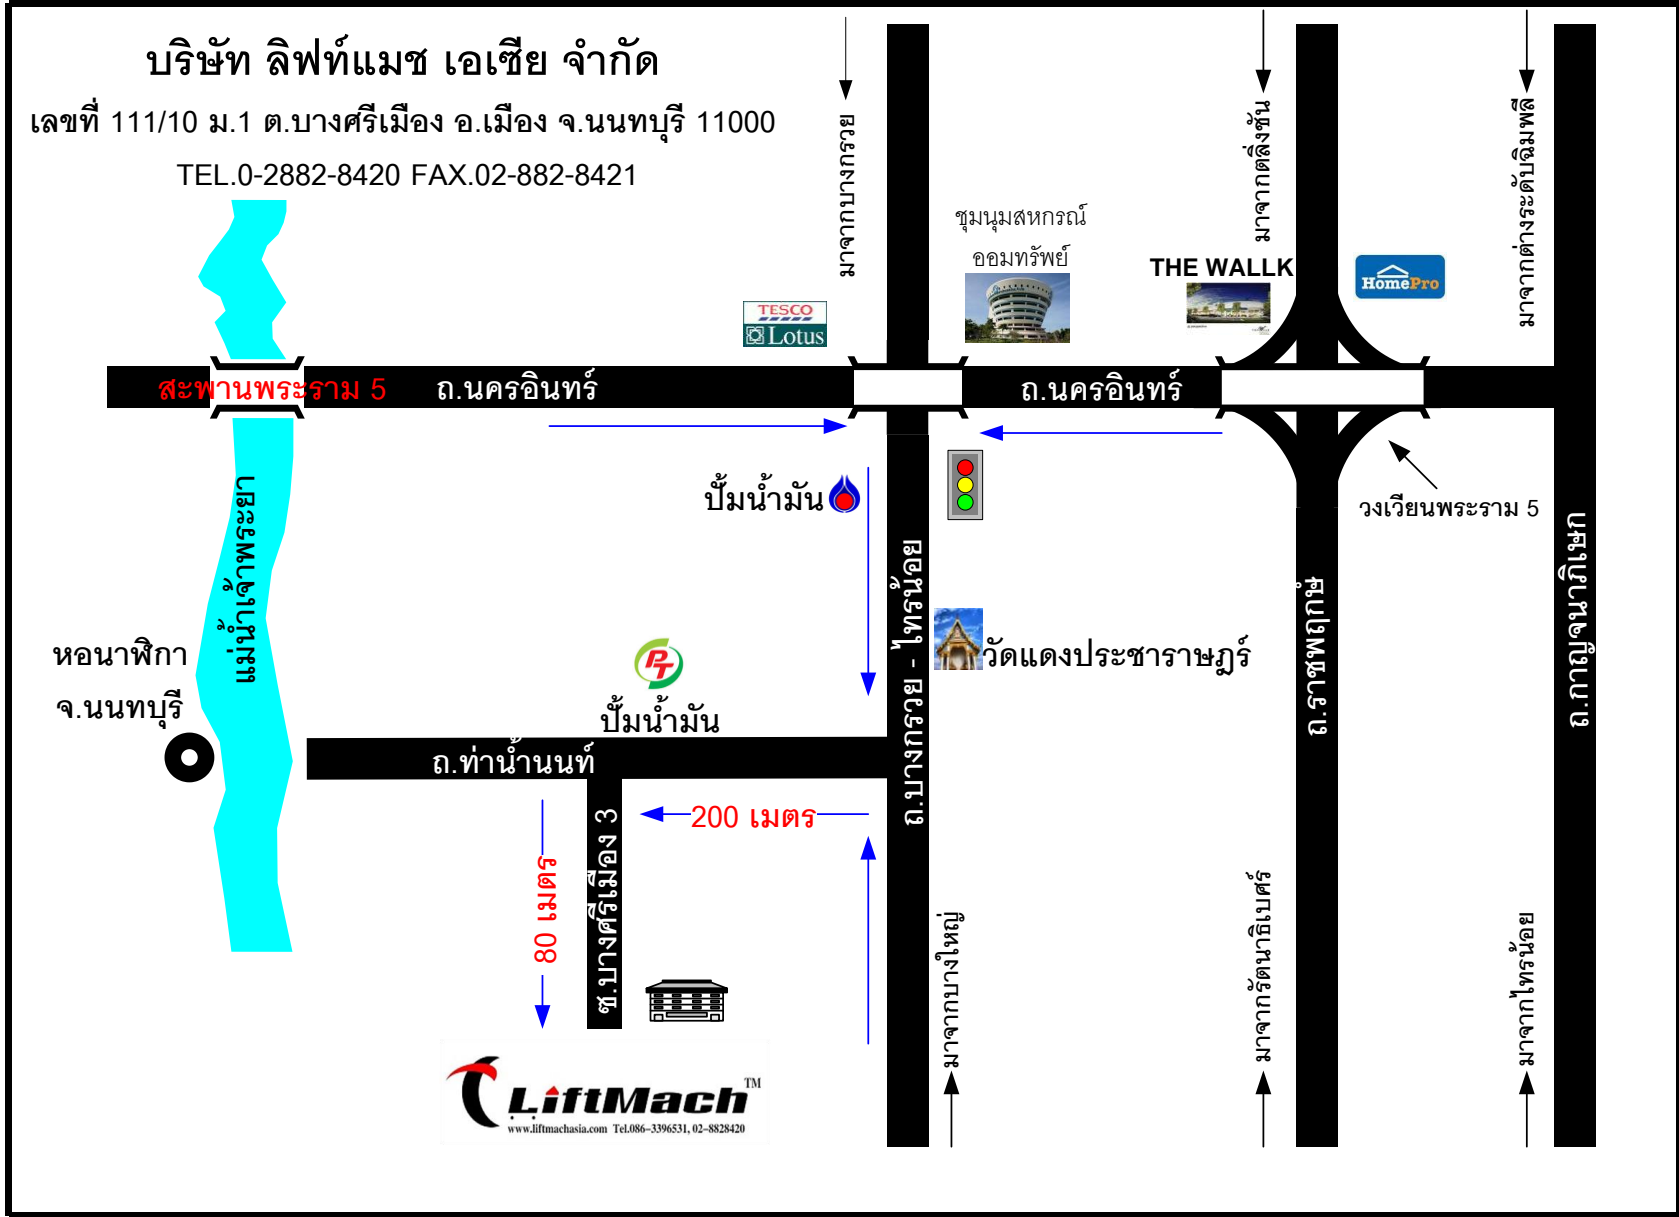 บริษัท ลิฟท์แมช เอเซีย จำกัด
เลขที่ 111/10 ม.1 ต.บางศรีเมือง อ.เมือง จ.นนทบุรี 11000
TEL.0-2882-8420 FAX.02-882-8421
มาจากบางกรวย
มาจากตลิ่งชัน
มาจากต่างระดับฉิมพลี
ชุมนุมสหกรณ์
ออมทรัพย์
THE WALLK
HomePro
TESCO
Lotus
สะพานพระราม 5
ถ.นครอินทร์
ถ.นครอินทร์
ปั้มน้ำมัน
วงเวียนพระราม 5
แม่น้ำเจ้าพระยา
หอนาฬิกา
จ.นนทบุรี
PT
ปั้มน้ำมัน
วัดแดงประชาราษฎร์
ถ.บางกรวย - ไทรน้อย
ถ.ราชพฤกษ์
ถ.กาญจนาภิเษก
ถ.ท่าน้ำนนท์
200 เมตร
80 เมตร
ซ.บางศรีเมือง 3
มาจากบางใหญ่
มาจากรัตนาธิเบศร์
มาจากไทรน้อย
LiftMach TM
www.liftmachasia.com Tel.086-3396531, 02-8828420